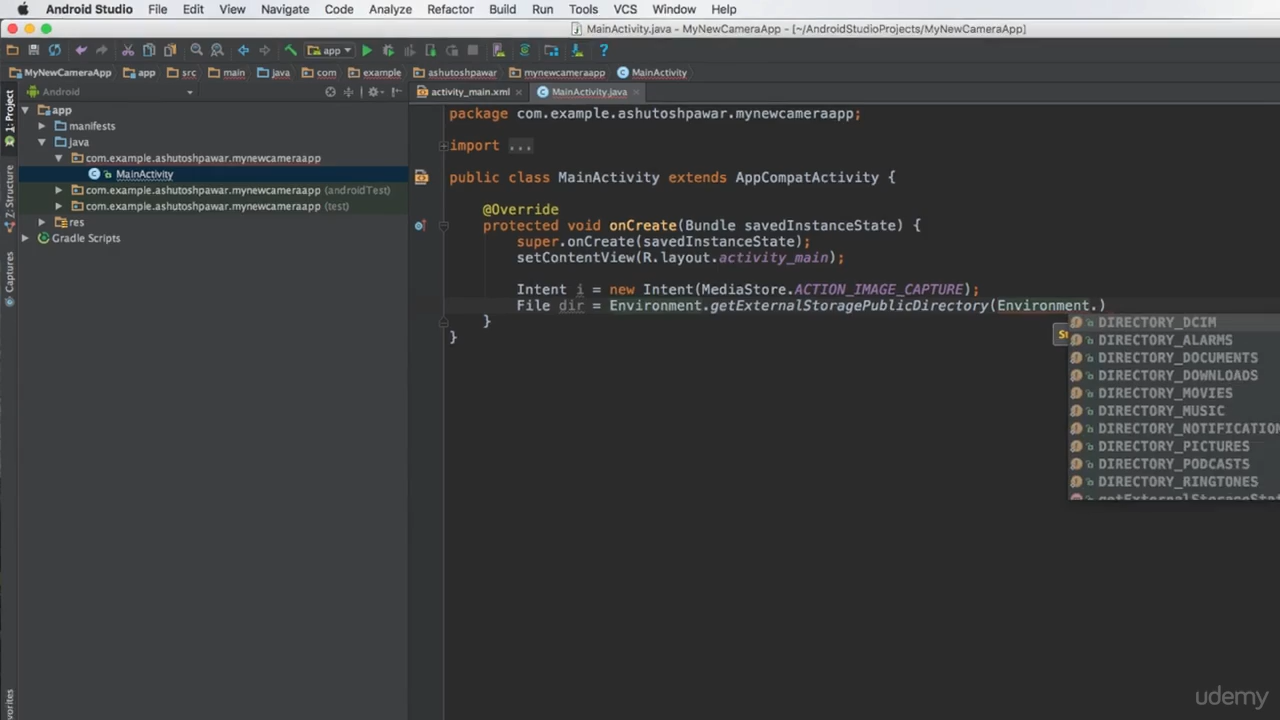 Android Studio File Edit View Navigate Code Analyze Refactor Build Run Tools VCS Window Help
MainActivity.java - MyNewCameraApp - [~/AndroidStudioProjects/MyNewCameraApp]
app
MyNewCameraApp app src main java com example ashutoshpawar mynewcameraapp MainActivity
1: Project
Android
activity_main.xml MainActivity.java
app
manifests
java
com.example.ashutoshpawar.mynewcameraapp
MainActivity
com.example.ashutoshpawar.mynewcameraapp (androidTest)
com.example.ashutoshpawar.mynewcameraapp (test)
res
Gradle Scripts
Z: Structure
Captures
vorites
package com.example.ashutoshpawar.mynewcameraapp;
import ...
public class MainActivity extends AppCompatActivity {
@Override
protected void onCreate(Bundle savedInstanceState) {
super.onCreate(savedInstanceState);
setContentView(R.layout.activity_main);
Intent i = new Intent(MediaStore.ACTION_IMAGE_CAPTURE);
File dir = Environment.getExternalStoragePublicDirectory(Environment.)
}
}
St
DIRECTORY_DCIM
DIRECTORY_ALARMS
DIRECTORY_DOCUMENTS
DIRECTORY_DOWNLOADS
DIRECTORY_MOVIES
DIRECTORY_MUSIC
DIRECTORY_NOTIFICATION
DIRECTORY_PICTURES
DIRECTORY_PODCASTS
DIRECTORY_RINGTONES
getExternalStorageSta
udemy